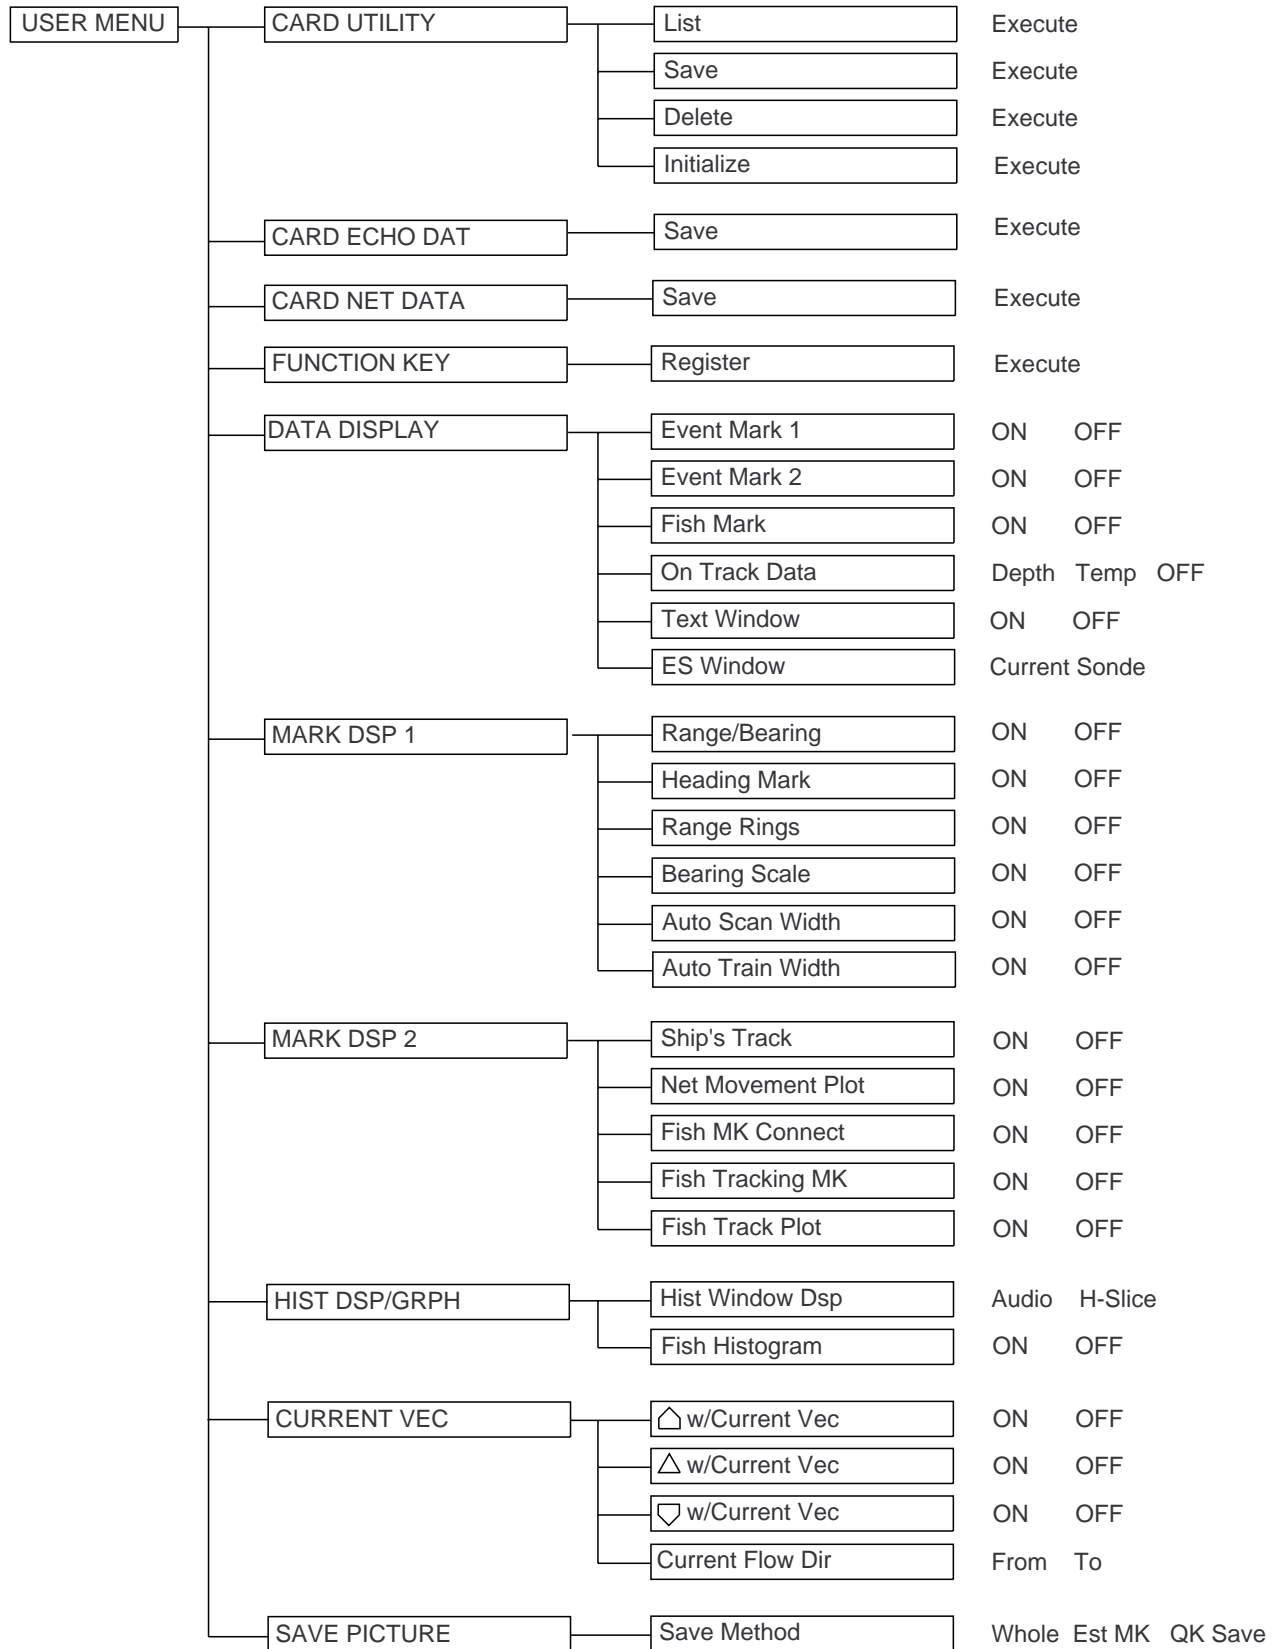 USER MENU CARD UTILITY List Execute
Save Execute
Delete Execute
Initialize Execute
CARD ECHO DAT Save Execute
CARD NET DATA Save Execute
FUNCTION KEY Register Execute
DATA DISPLAY Event Mark 1 ON OFF
Event Mark 2 ON OFF
Fish Mark ON OFF
On Track Data Depth Temp OFF
Text Window ON OFF
ES Window Current Sonde
MARK DSP 1 Range/Bearing ON OFF
Heading Mark ON OFF
Range Rings ON OFF
Bearing Scale ON OFF
Auto Scan Width ON OFF
Auto Train Width ON OFF
MARK DSP 2 Ship's Track ON OFF
Net Movement Plot ON OFF
Fish MK Connect ON OFF
Fish Tracking MK ON OFF
Fish Track Plot ON OFF
HIST DSP/GRPH Hist Window Dsp Audio H-Slice
Fish Histogram ON OFF
CURRENT VEC w/Current Vec ON OFF
w/Current Vec ON OFF
w/Current Vec ON OFF
Current Flow Dir From To
SAVE PICTURE Save Method Whole Est MK QK Save